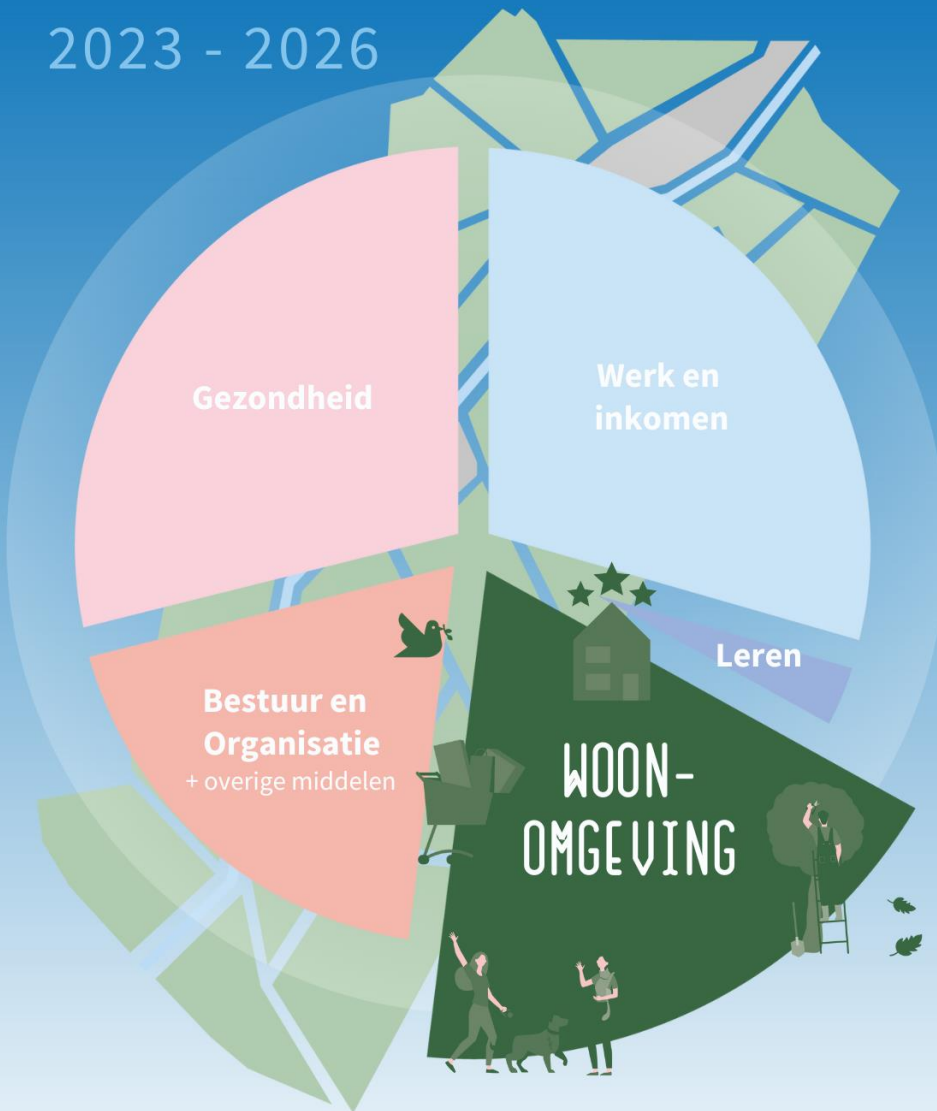 2023 - 2026
Gezondheid
Werk en
inkomen
Leren
Bestuur en
Organisatie
+ overige middelen
WOON-
OMGEVING